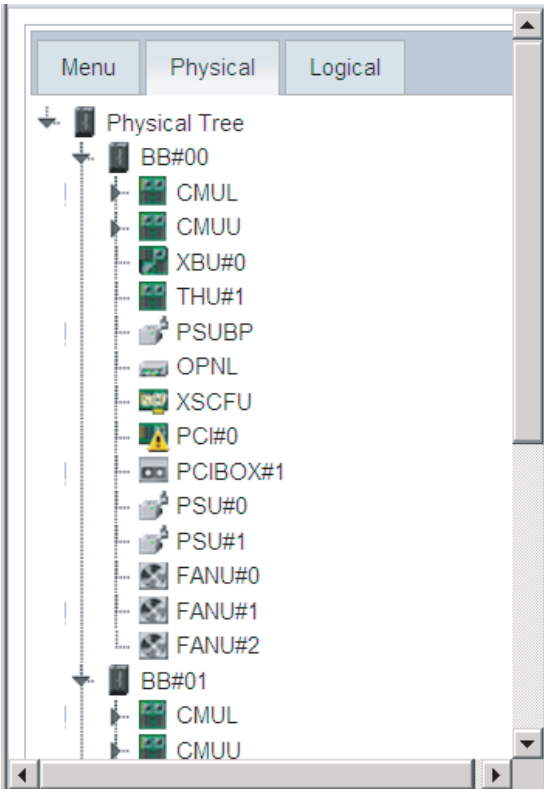 Menu Physical Logical
Physical Tree
BB#00
CMUL
CMUU
XBU#0
THU#1
PSUBP
OPNL
XSCFU
PCI#0
PCIBOX#1
PSU#0
PSU#1
FANU#0
FANU#1
FANU#2
BB#01
CMUL
CMUU